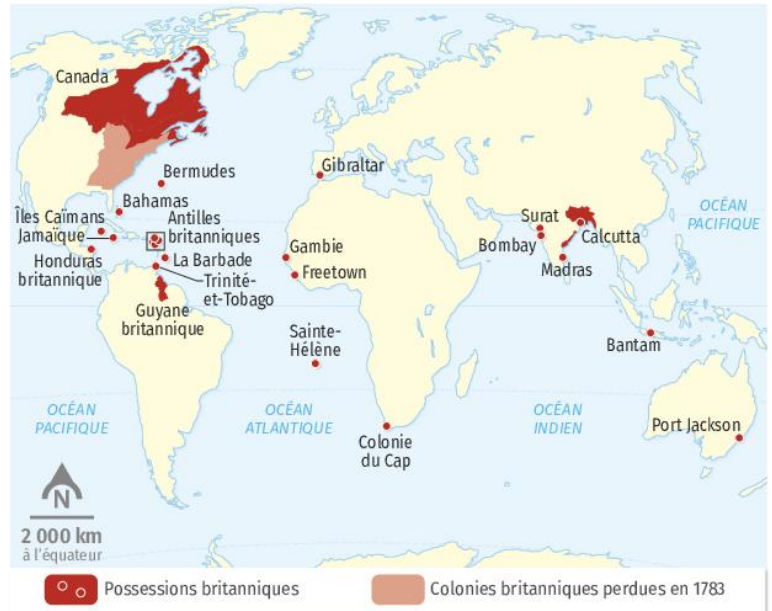 Canada
Bermudes
Gibraltar
Bahamas
Îles Caïmans
Jamaïque
Honduras
britannique
Antilles
britanniques
La Barbade
Trinité-
et-Tobago
Guyane
britannique
Gambie
Freetown
Sainte-
Hélène
Colonie
du Cap
Surat
Bombay
Calcutta
Madras
Bantam
Port Jackson
OCÉAN
PACIFIQUE
OCÉAN
PACIFIQUE
OCÉAN
ATLANTIQUE
OCÉAN
INDIEN
N
2 000 km
à l'équateur
Possessions britanniques
Colonies britanniques perdues en 1783